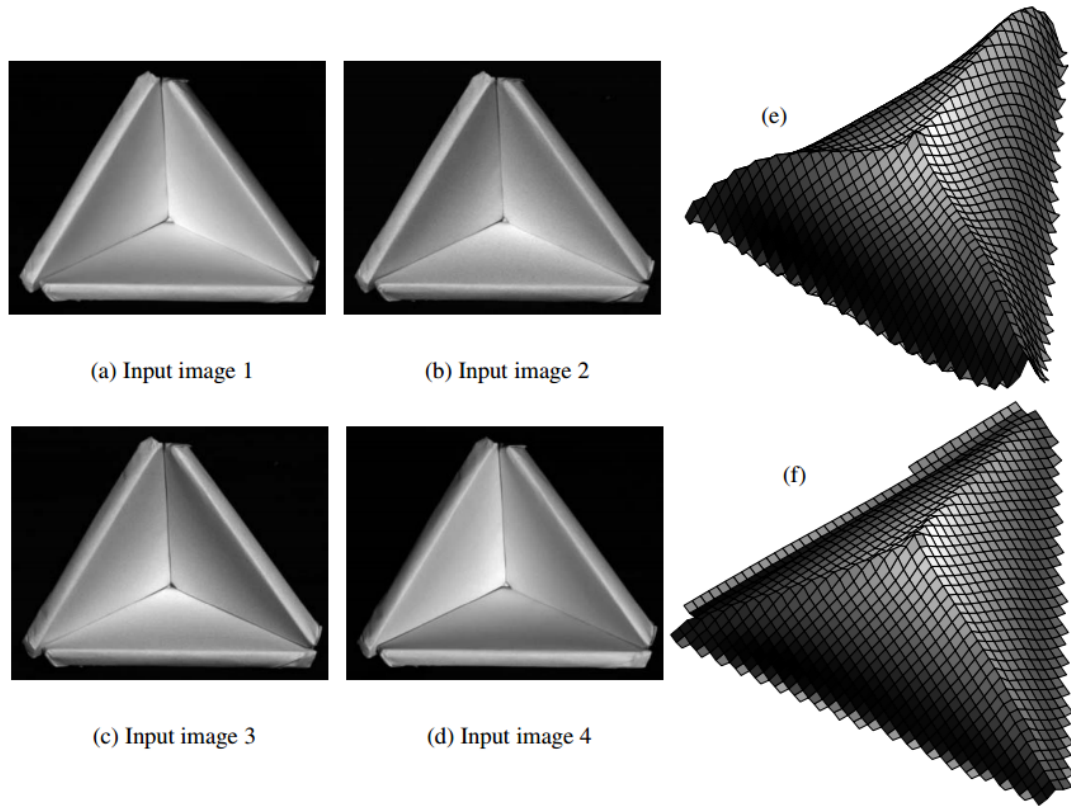 (e)
(a) Input image 1
(b) Input image 2
(f)
(c) Input image 3
(d) Input image 4